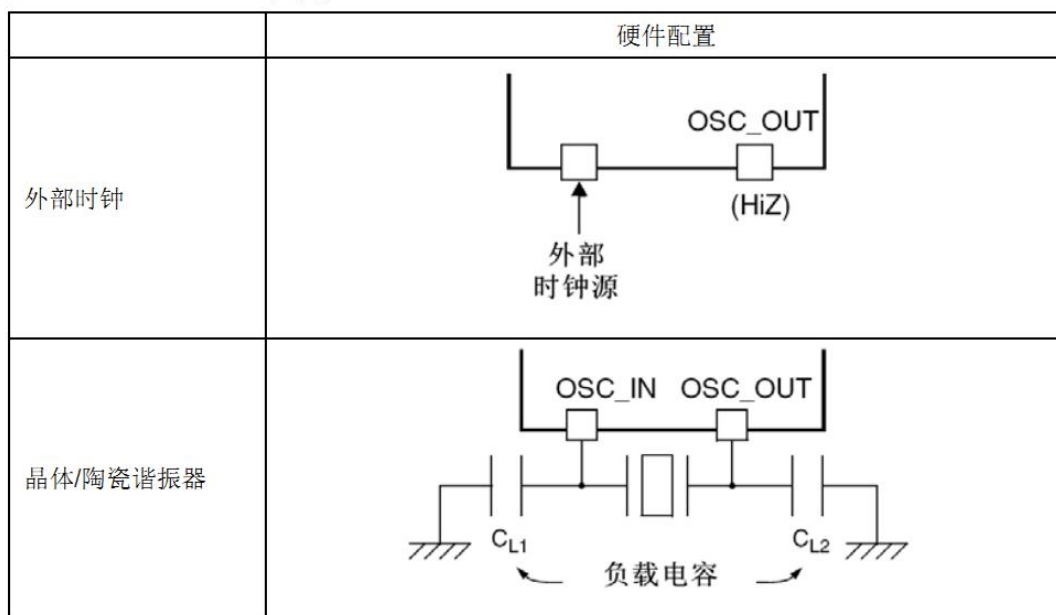 硬件配置
外部时钟
OSC_OUT
(HiZ)
外部
时钟源
晶体/陶瓷谐振器
OSC_IN OSC_OUT
CL1
CL2
负载电容